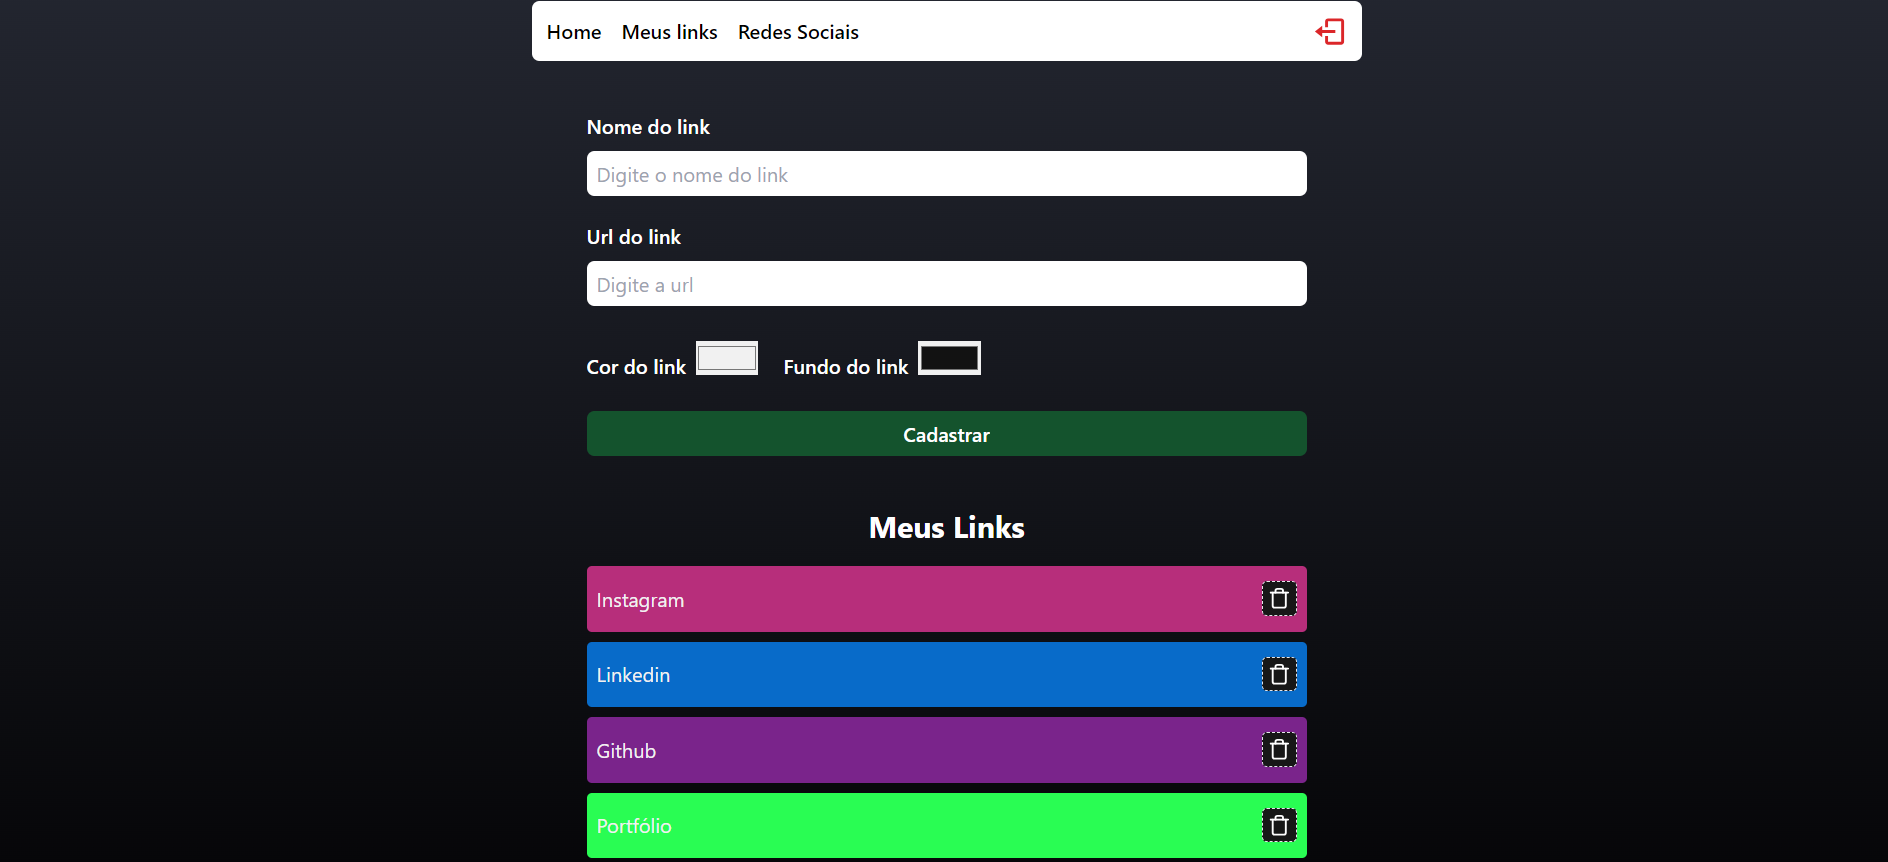 Home Meus links Redes Sociais
Nome do link
Digite o nome do link
Url do link
Digite a url
Cor do link Fundo do link
Cadastrar
Meus Links
Instagram
Linkedin
Github
Portfólio